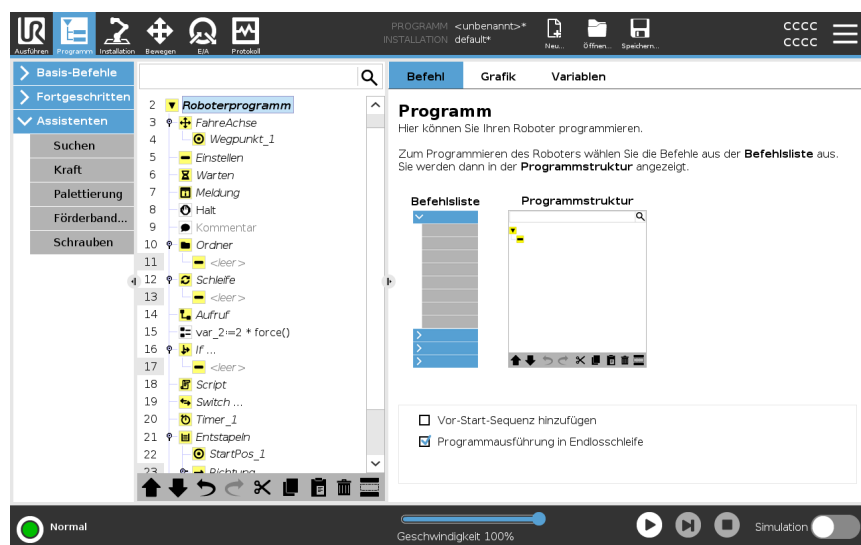 PROGRAMM <unbenannt>*
INSTALLATION default*
UR
Ausführen
Programm
Installation
Bewegen
E/A
Protokoll
Neu...
Öffnen...
Speichern...
cccc
cccc
Basis-Befehle
Fortgeschritten
Assistenten
Suchen
Kraft
Palettierung
Förderband...
Schrauben
2 Roboterprogramm
3 FahreAchse
4 Wegpunkt_1
5 Einstellen
6 Warten
7 Meldung
8 Halt
9 Kommentar
10 Ordner
11 <leer>
12 Schleife
13 <leer>
14 Aufruf
15 var_2:=2 * force()
16 If ...
17 <leer>
18 Script
19 Switch ...
20 Timer_1
21 Entstapeln
22 StartPos_1
23 Richtung
Befehl
Grafik
Variablen
Programm
Hier können Sie Ihren Roboter programmieren.
Zum Programmieren des Roboters wählen Sie die Befehle aus der Befehlsliste aus.
Sie werden dann in der Programmstruktur angezeigt.
Befehlsliste
Programmstruktur
Vor-Start-Sequenz hinzufügen
Programmausführung in Endlosschleife
Normal
Geschwindigkeit 100%
Simulation